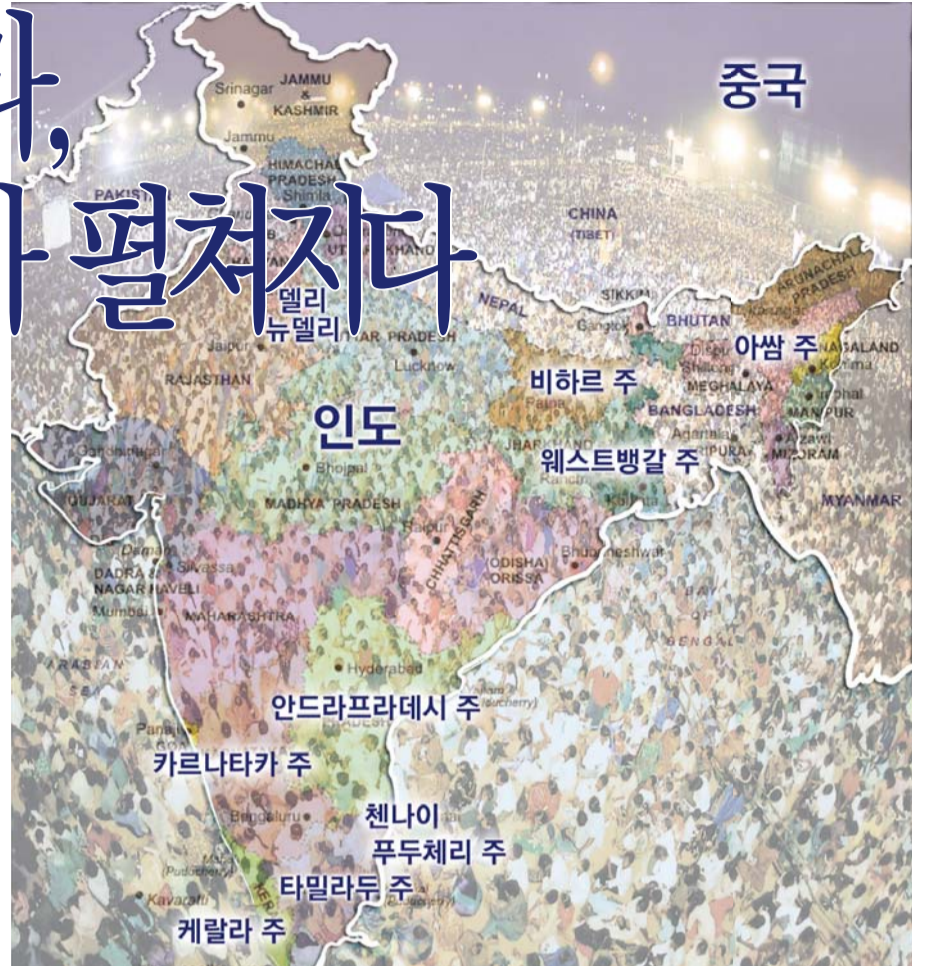 다,
중국
Srinagar
JAMMU
&
KASHMIR
Jammu
HIMACHAL
PRADESH
Shimla
PAKISTAN
펼쳐지다
CHINA
(TIBET)
델리
뉴델리
NEPAL
SIKKIM
Gangtok
BHUTAN
ARUNACHAL
PRADESH
아쌈 주
NAGALAND
Jaipur
PRADESH
Lucknow
RAJASTHAN
비하르 주
Patna
Shillong
MEGHALAYA
Imphal
MANIPUR
인도
BANGLADESH
Agartala
Aizawl
MIZORAM
JHARKHAND
웨스트뱅갈 주
Ranchi
Kolkata
Gandhinagar
Bhopal
GUJARAT
MADHYA PRADESH
MYANMAR
Raipur
CHHATTISGARH
Daman
Silvassa
DADRA &
NAGAR HAVELI
Bhubaneshwar
(ODISHA)
ORISSA
Mumbai
MAHARASHTRA
BAY
OF
BENGAL
ARABIAN
SEA
Hyderabad
안드라프라데시 주
PRADESH
Panaji
GOA
카르나타카 주
Bengaluru
첸나이
푸두체리 주
(Puducherry)
Kavaratti
타밀라두 주
케랄라 주